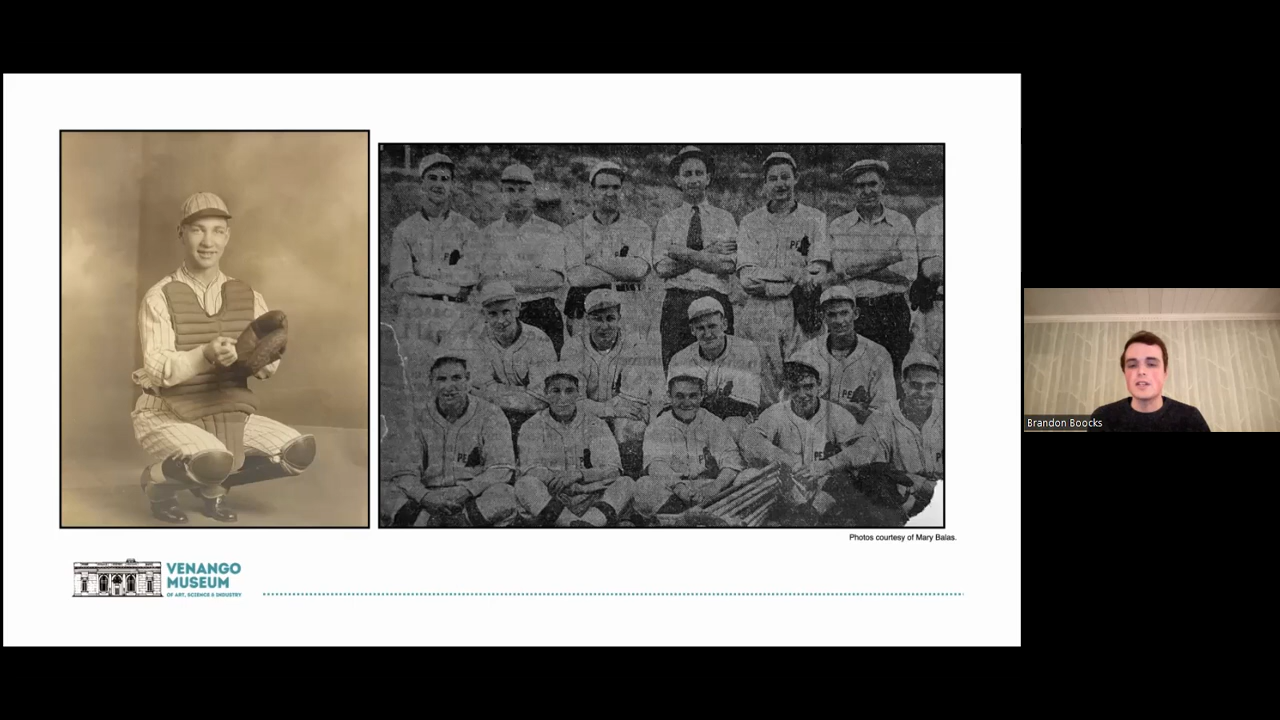 Photos courtesy of Mary Balas.
VENANGO
MUSEUM
OF ART, SCIENCE & INDUSTRY
Brandon Boocks